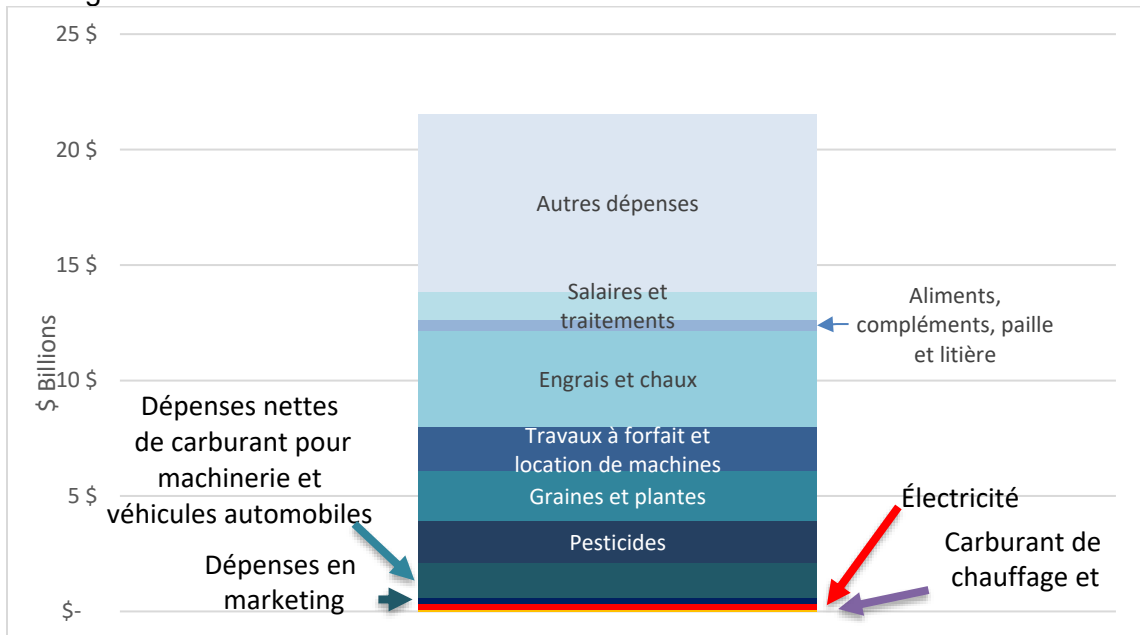 25 $
20 $
15 $
10 $
5 $
$-
$ Billions
Autres dépenses
Salaires et
traitements
Aliments,
compléments, paille
et litière
Engrais et chaux
Travaux à forfait et
location de machines
Graines et plantes
Pesticides
Dépenses nettes
de carburant pour
machinerie et
véhicules automobiles
Dépenses en
marketing
Électricité
Carburant de
chauffage et